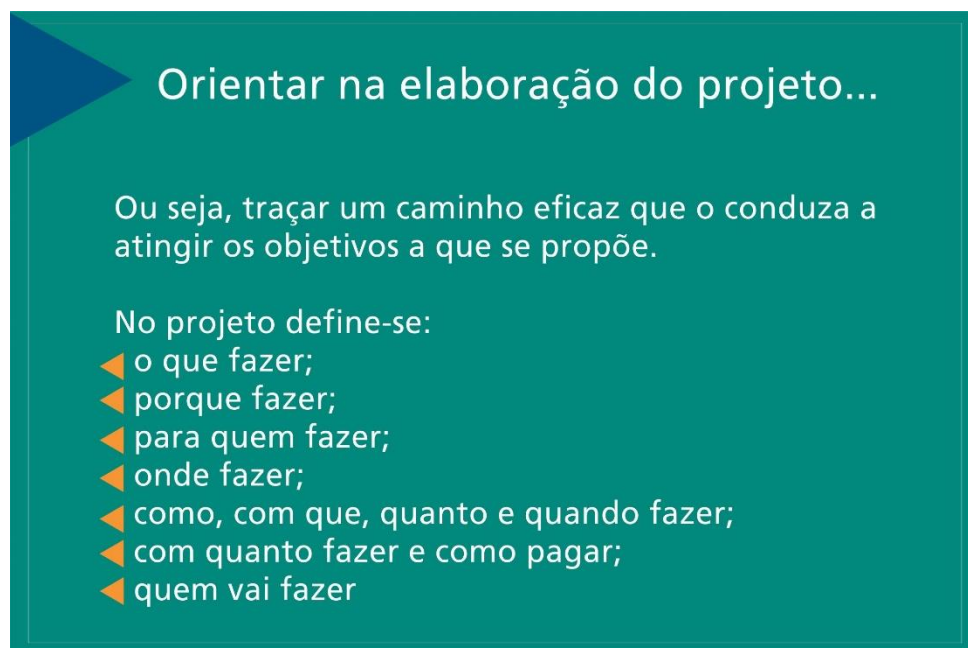 Orientar na elaboração do projeto...
Ou seja, traçar um caminho eficaz que o conduza a
atingir os objetivos a que se propõe.
No projeto define-se:
o que fazer;
porque fazer;
para quem fazer;
onde fazer;
como, com que, quanto e quando fazer;
com quanto fazer e como pagar;
quem vai fazer